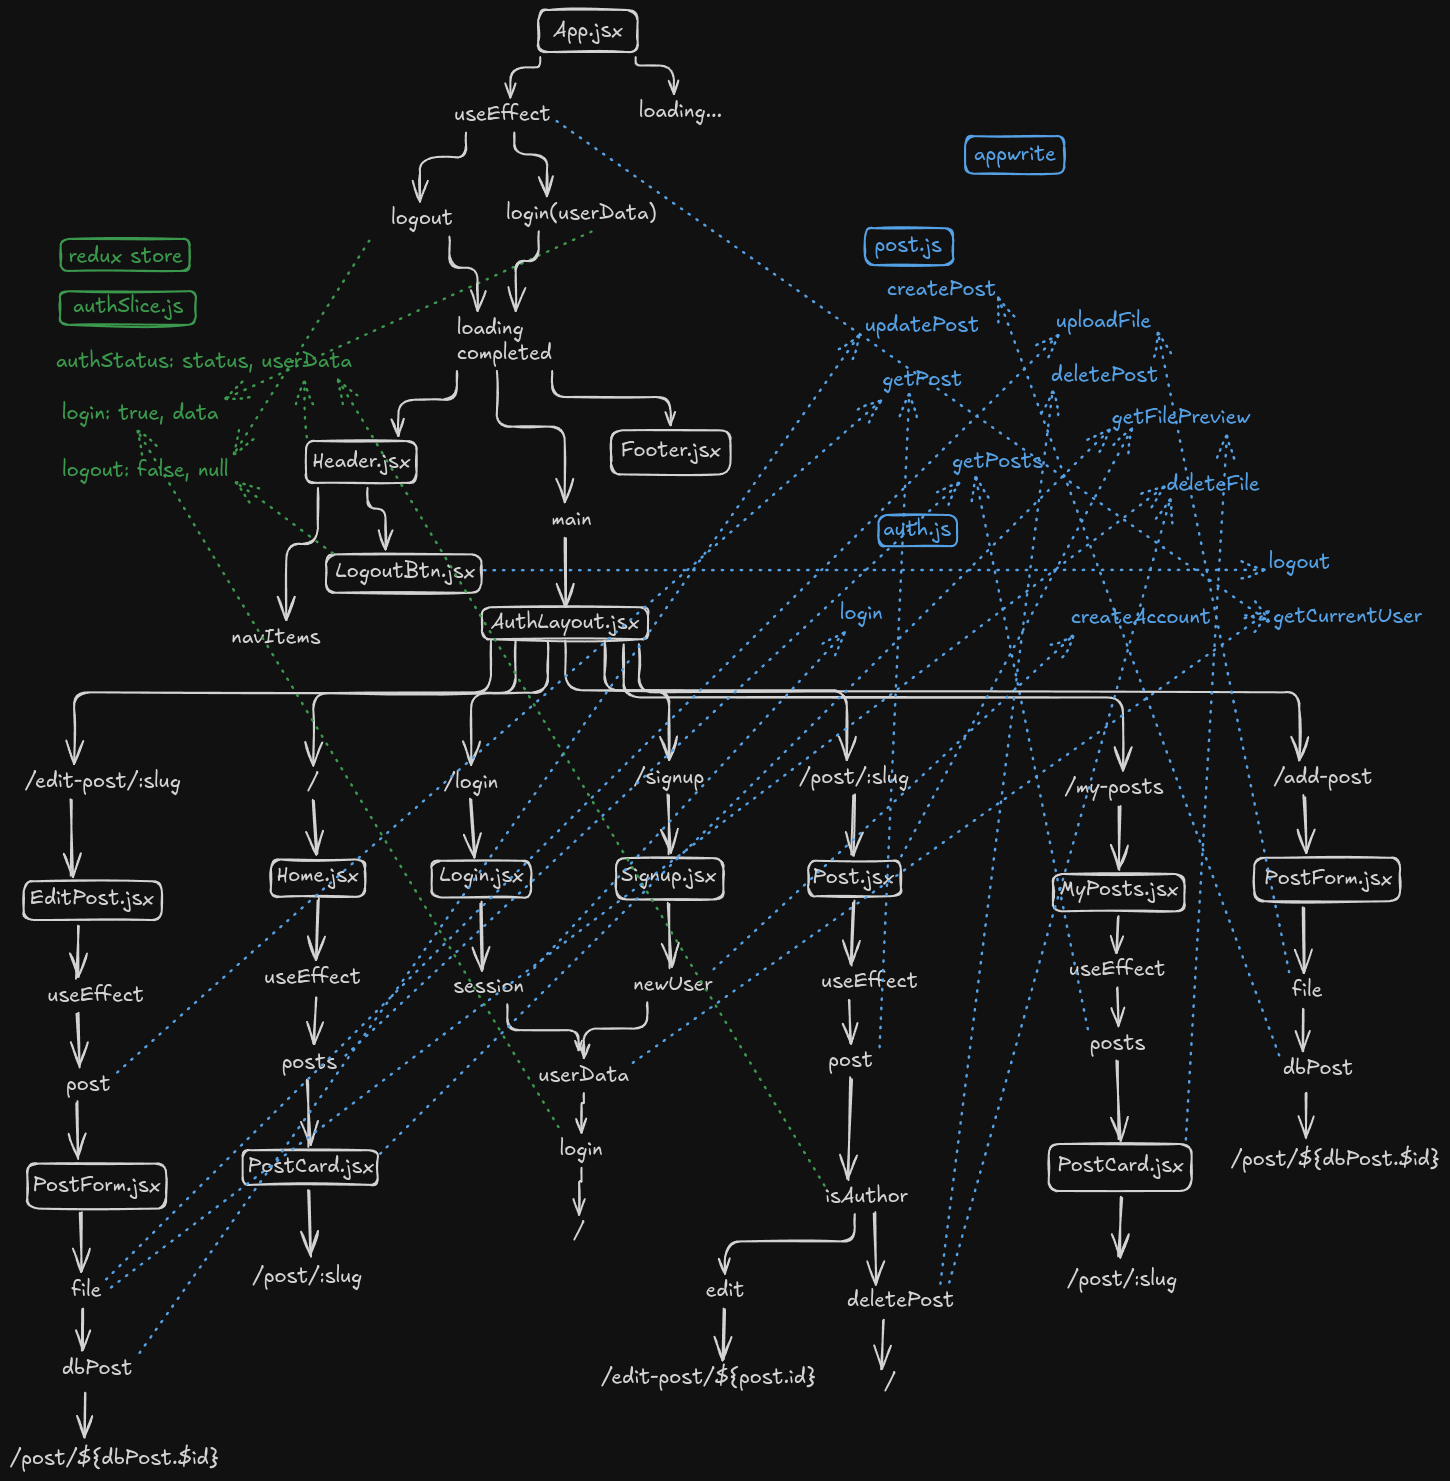 App.jsx
useEffect
loading...
appwrite
logout
login(userData)
redux store
post.js
authSlice.js
createPost
updatePost
uploadFile
loading
completed
authStatus: status, userData
getPost
deletePost
login: true, data
getFilePreview
Header.jsx
Footer.jsx
logout: false, null
getPosts
deleteFile
main
auth.js
LogoutBtn.jsx
logout
navItems
AuthLayout.jsx
login
createAccount
getCurrentUser
/edit-post/:slug
/
/login
/signup
/post/:slug
/my-posts
/add-post
EditPost.jsx
Home.jsx
Login.jsx
Signup.jsx
Post.jsx
MyPosts.jsx
PostForm.jsx
useEffect
useEffect
session
newUser
useEffect
useEffect
file
post
posts
userData
post
posts
dbPost
PostForm.jsx
PostCard.jsx
login
isAuthor
PostCard.jsx
/post/${dbPost.$id}
file
/post/:slug
/
edit
deletePost
/post/:slug
dbPost
/edit-post/${post.id}
/
/post/${dbPost.$id}